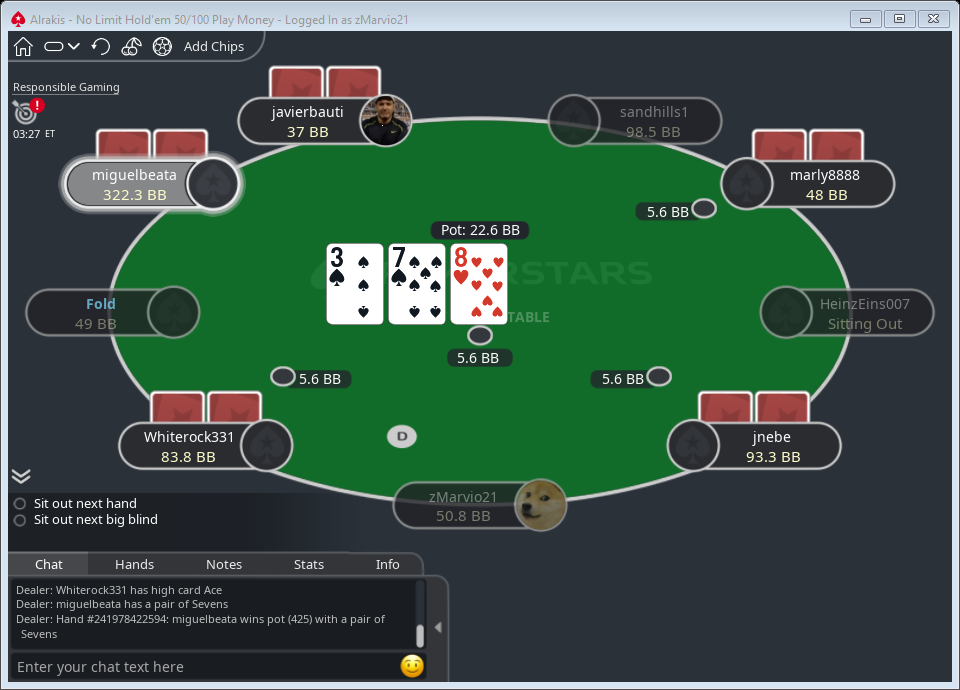 Alrakis - No Limit Hold'em 50/100 Play Money - Logged In as zMarvio21
Add Chips
Responsible Gaming
!
03:27 ET
javierbauti
37 BB
sandhills1
98.5 BB
miguelbeata
322.3 BB
marly8888
48 BB
5.6 BB
Pot: 22.6 BB
3
7
8
Fold
49 BB
HeinzEins007
Sitting Out
TABLE
5.6 BB
5.6 BB
5.6 BB
Whiterock331
83.8 BB
D
jnebe
93.3 BB
zMarvio21
50.8 BB
Sit out next hand
Sit out next big blind
Chat Hands Notes Stats Info
Dealer: Whiterock331 has high card Ace
Dealer: miguelbeata has a pair of Sevens
Dealer: Hand #241978422594: miguelbeata wins pot (425) with a pair of
Sevens
Enter your chat text here